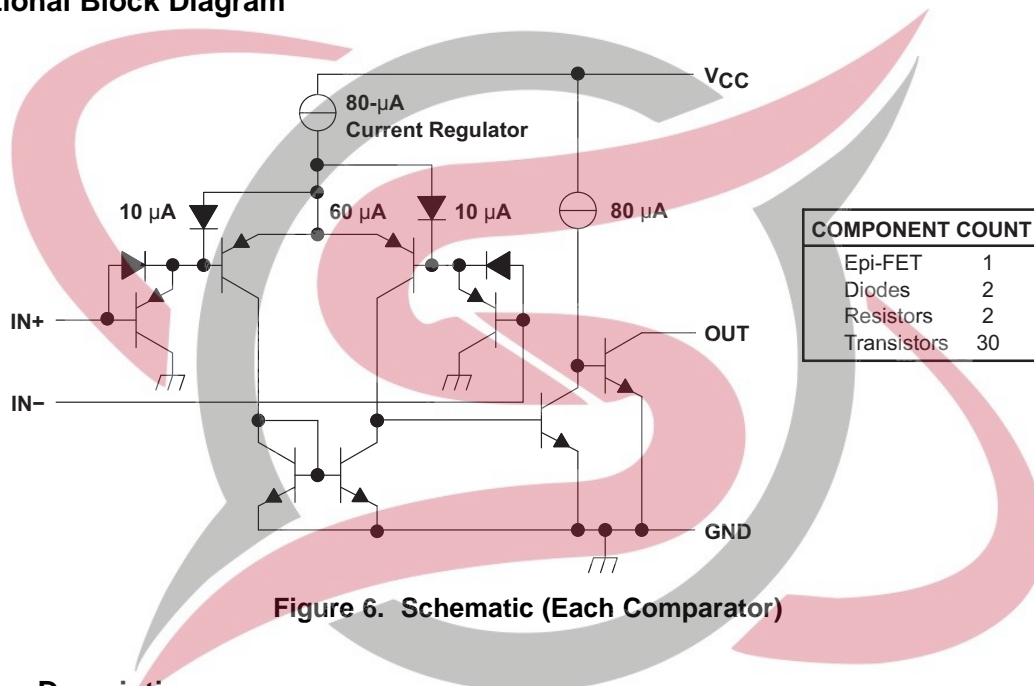 ional Block Diagram
VCC
80-µA
Current Regulator
10 µA
60 µA
10 µA
80 µA
COMPONENT COUNT
Epi-FET 1
Diodes 2
Resistors 2
Transistors 30
IN+
OUT
IN−
GND
Figure 6. Schematic (Each Comparator)